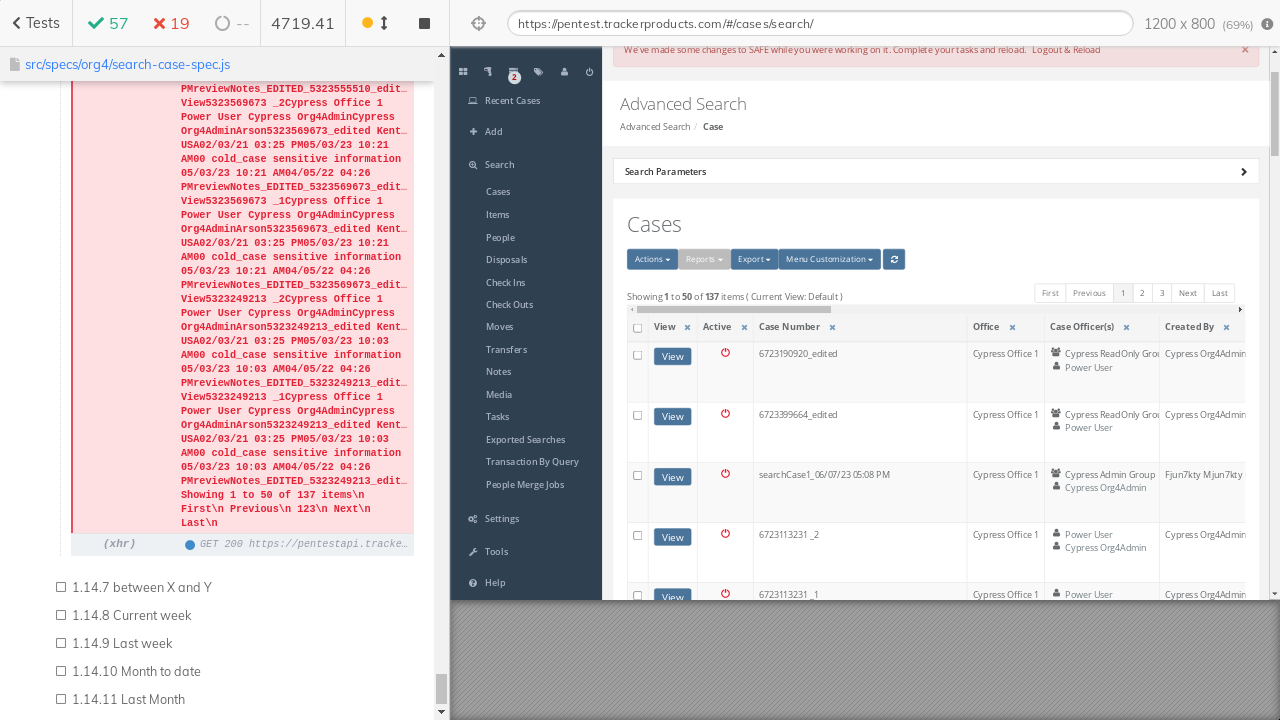 Tests
57
19
--
4719.41
https://pentest.trackerproducts.com/#/cases/search/
1200 x 800 (69%)
src/specs/org4/search-case-spec.js
PMreviewNotes_EDITED_5323555510_edit…
View5323569673 _2Cypress Office 1
Power User Cypress Org4AdminCypress
Org4AdminArson5323569673_edited Kent…
USA02/03/21 03:25 PM05/03/23 10:21
AM00 cold_case sensitive information
05/03/23 10:21 AM04/05/22 04:26
PMreviewNotes_EDITED_5323569673_edit…
View5323569673 _1Cypress Office 1
Power User Cypress Org4AdminCypress
Org4AdminArson5323569673_edited Kent…
USA02/03/21 03:25 PM05/03/23 10:21
AM00 cold_case sensitive information
05/03/23 10:21 AM04/05/22 04:26
PMreviewNotes_EDITED_5323569673_edit…
View5323249213 _2Cypress Office 1
Power User Cypress Org4AdminCypress
Org4AdminArson5323249213_edited Kent…
USA02/03/21 03:25 PM05/03/23 10:03
AM00 cold_case sensitive information
05/03/23 10:03 AM04/05/22 04:26
PMreviewNotes_EDITED_5323249213_edit…
View5323249213 _1Cypress Office 1
Power User Cypress Org4AdminCypress
Org4AdminArson5323249213_edited Kent…
USA02/03/21 03:25 PM05/03/23 10:03
AM00 cold_case sensitive information
05/03/23 10:03 AM04/05/22 04:26
PMreviewNotes_EDITED_5323249213_edit…
Showing 1 to 50 of 137 items\n
First\n Previous\n 123\n Next\n
Last\n
(xhr) GET 200 https://pentestapi.tracke…
1.14.7 between X and Y
1.14.8 Current week
1.14.9 Last week
1.14.10 Month to date
1.14.11 Last Month
2
Recent Cases
Add
Search
Cases
Items
People
Disposals
Check Ins
Check Outs
Moves
Transfers
Notes
Media
Tasks
Exported Searches
Transaction By Query
People Merge Jobs
Settings
Tools
Help
We've made some changes to SAFE while you were working on it. Complete your tasks and reload. Logout & Reload ×
Advanced Search
Advanced Search / Case
Search Parameters
Cases
Actions Reports Export Menu Customization
Showing 1 to 50 of 137 items ( Current View: Default )
First Previous 1 2 3 Next Last
View Active Case Number Office Case Officer(s) Created By
View 6723190920_edited Cypress Office 1 Cypress ReadOnly Grou Cypress Org4Admin
Power User
View 6723399664_edited Cypress Office 1 Cypress ReadOnly Grou Cypress Org4Admin
Power User
View searchCase1_06/07/23 05:08 PM Cypress Office 1 CypressAdmin Group Fjun7kty Mjun7kty
Cypress Org4Admin
View 6723113231 _2 Cypress Office 1 Power User Cypress Org4Admin
Cypress Org4Admin
View 6723113231 _1 Cypress Office 1 Power User Cypress Org4Admin